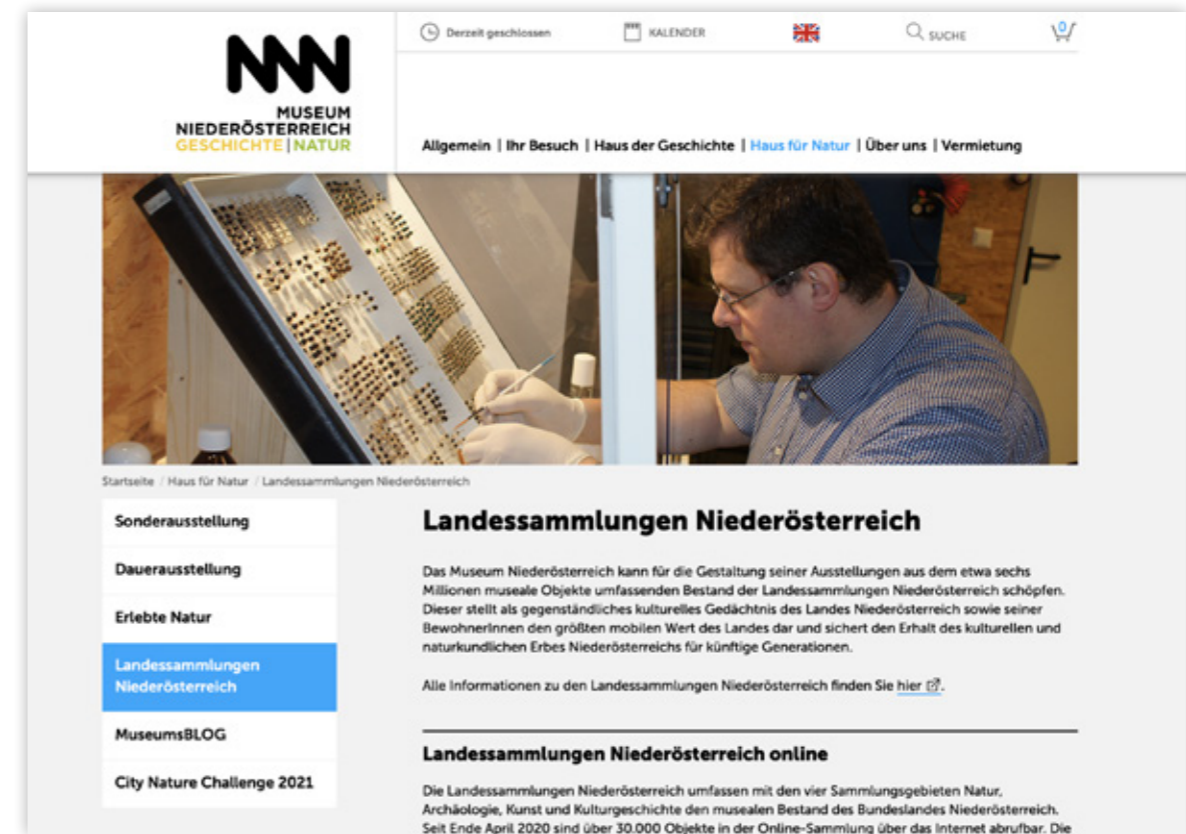 Derzeit geschlossen
KALENDER
SUCHE
0
MUSEUM
NIEDERÖSTERREICH
GESCHICHTE | NATUR
Allgemein | Ihr Besuch | Haus der Geschichte | Haus für Natur | Über uns | Vermietung
Startseite / Haus für Natur / Landessammlungen Niederösterreich
Sonderausstellung
Dauerausstellung
Erlebte Natur
Landessammlungen
Niederösterreich
MuseumsBLOG
City Nature Challenge 2021
Landessammlungen Niederösterreich
Das Museum Niederösterreich kann für die Gestaltung seiner Ausstellungen aus dem etwa sechs
Millionen museale Objekte umfassenden Bestand der Landessammlungen Niederösterreich schöpfen.
Dieser stellt als gegenständliches kulturelles Gedächtnis des Landes Niederösterreich sowie seiner
BewohnerInnen den größten mobilen Wert des Landes dar und sichert den Erhalt des kulturellen und
naturkundlichen Erbes Niederösterreichs für künftige Generationen.
Alle Informationen zu den Landessammlungen Niederösterreich finden Sie hier.
Landessammlungen Niederösterreich online
Die Landessammlungen Niederösterreich umfassen mit den vier Sammlungsgebieten Natur,
Archäologie, Kunst und Kulturgeschichte den musealen Bestand des Bundeslandes Niederösterreich.
Seit Ende April 2020 sind über 30.000 Objekte in der Online-Sammlung über das Internet abrufbar. Die